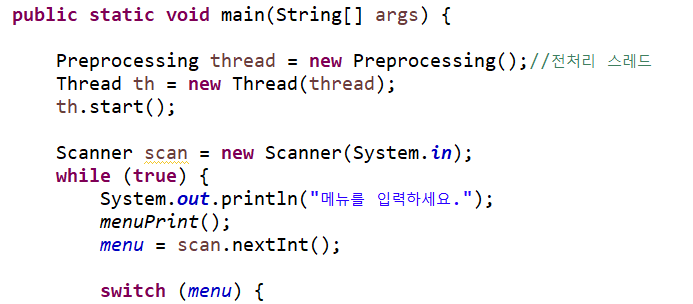 public static void main(String[] args) {
Preprocessing thread = new Preprocessing();//전처리 스레드
Thread th = new Thread(thread);
th.start();
Scanner scan = new Scanner(System.in);
while (true) {
System.out.println("메뉴를 입력하세요.");
menuPrint();
menu = scan.nextInt();
switch (menu) {